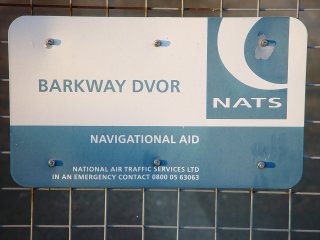 BARKWAY DVOR
NATS
NAVIGATIONAL AID
NATIONAL AIR TRAFFIC SERVICES LTD
IN AN EMERGENCY CONTACT 0800 05 63063